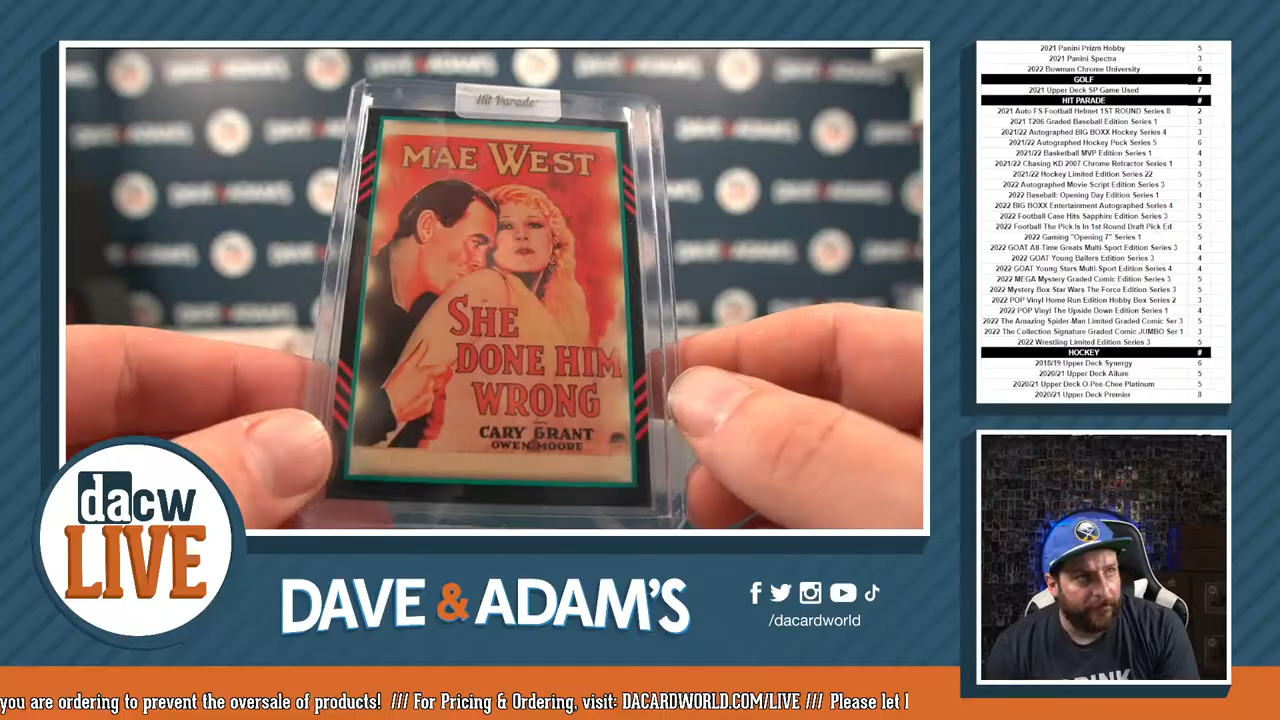 Hit Parade
MAE WEST
SHE
DONE HIM
WRONG
CARY GRANT
OWEN MOORE
2021 Panini Prizm Hobby 5
2021 Panini Spectra 3
2022 Bowman Chrome University 6
GOLF #
2021 Upper Deck SP Game Used 7
HIT PARADE #
2021 Auto FS Football Helmet 1ST ROUND Series 8 2
2021 T206 Graded Baseball Edition Series 1 3
2021/22 Autographed BIG BOXX Hockey Series 4 3
2021/22 Autographed Hockey Puck Series 5 6
2021/22 Basketball MVP Edition Series 1 4
2021/22 Chasing KD 2007 Chrome Refractor Series 1 3
2021/22 Hockey Limited Edition Series 22 5
2022 Autographed Movie Script Edition Series 3 5
2022 Baseball: Opening Day Edition Series 1 4
2022 BIG BOXX Entertainment Autographed Series 4 3
2022 Football Case Hits Sapphire Edition Series 3 5
2022 Football The Pick Is In 1st Round Draft Pick Ed 5
2022 Gaming "Opening 7" Series 1 5
2022 GOAT All-Time Greats Multi-Sport Edition Series 3 4
2022 GOAT Young Ballers Edition Series 3 4
2022 GOAT Young Stars Multi-Sport Edition Series 4 4
2022 MEGA Mystery Graded Comic Edition Series 3 5
2022 Mystery Box Star Wars The Force Edition Series 3 5
2022 POP Vinyl Home Run Edition Hobby Box Series 2 3
2022 POP Vinyl The Upside Down Edition Series 1 4
2022 The Amazing Spider-Man Limited Graded Comic Ser 3 5
2022 The Collection Signature Graded Comic JUMBO Ser 1 3
2022 Wrestling Limited Edition Series 3 5
HOCKEY #
2018/19 Upper Deck Synergy 6
2020/21 Upper Deck Allure 5
2020/21 Upper Deck O-Pee-Chee Platinum 5
2020/21 Upper Deck Premier 8
dacw
LIVE
DAVE & ADAM'S
/dacardworld
you are ordering to prevent the oversale of products! /// For Pricing & Ordering, visit: DACARDWORLD.COM/LIVE /// Please let